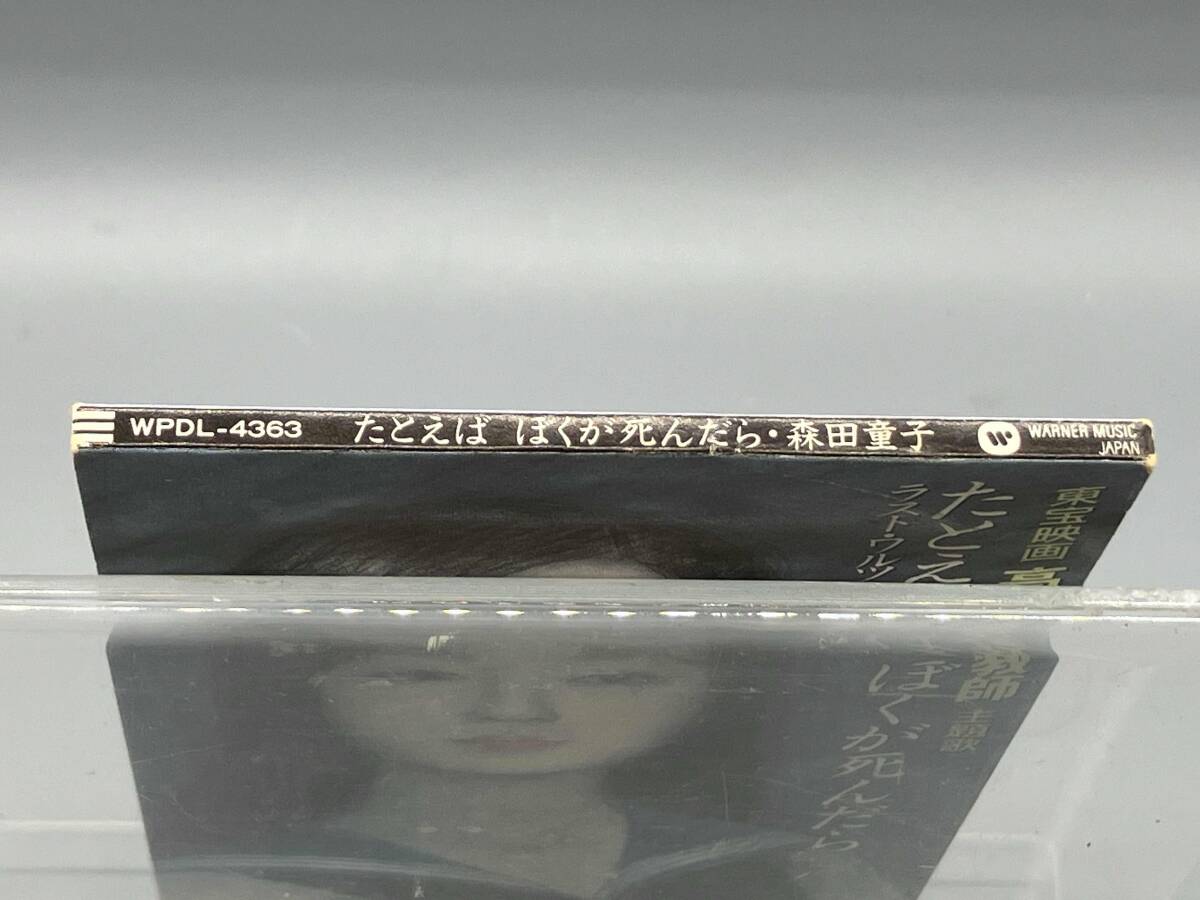 WPDL-4363 たとえば ぼくが死んだら・森田童子 WARNER MUSIC
JAPAN
東宝映画 高
教師 主題歌
たとえ
ぼくが死んだら
ラストワルツ